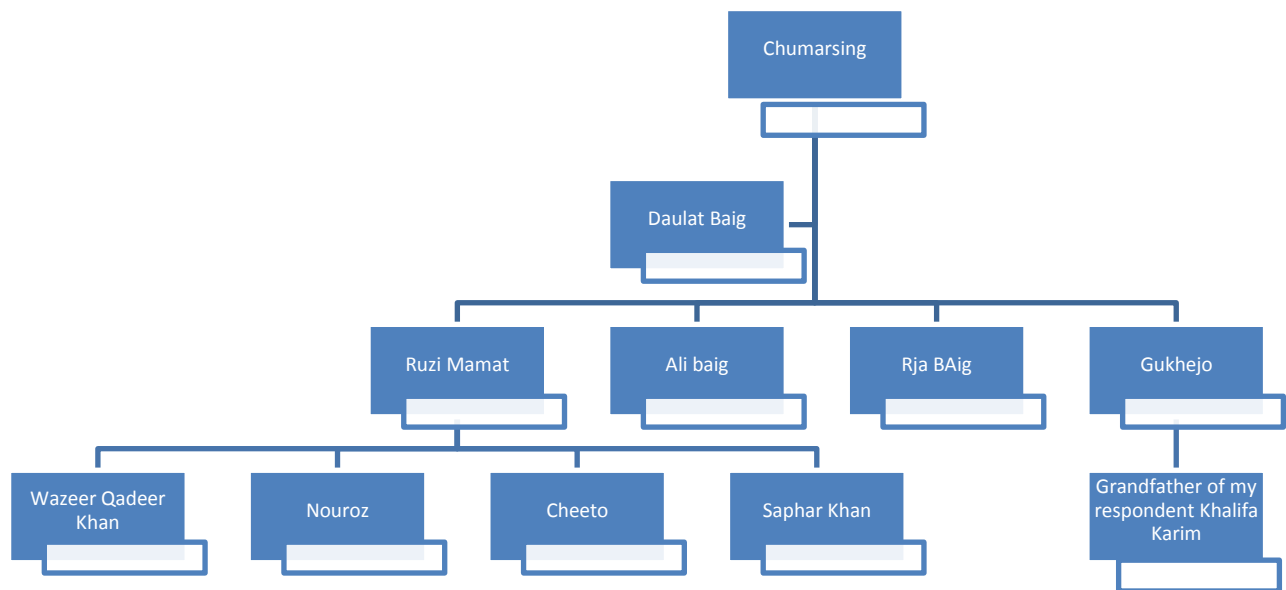 Chumarsing
Daulat Baig
Ruzi Mamat
Ali baig
Rja BAig
Gukhejo
Wazeer Qadeer
Khan
Nouroz
Cheeto
Saphar Khan
Grandfather of my
respondent Khalifa
Karim